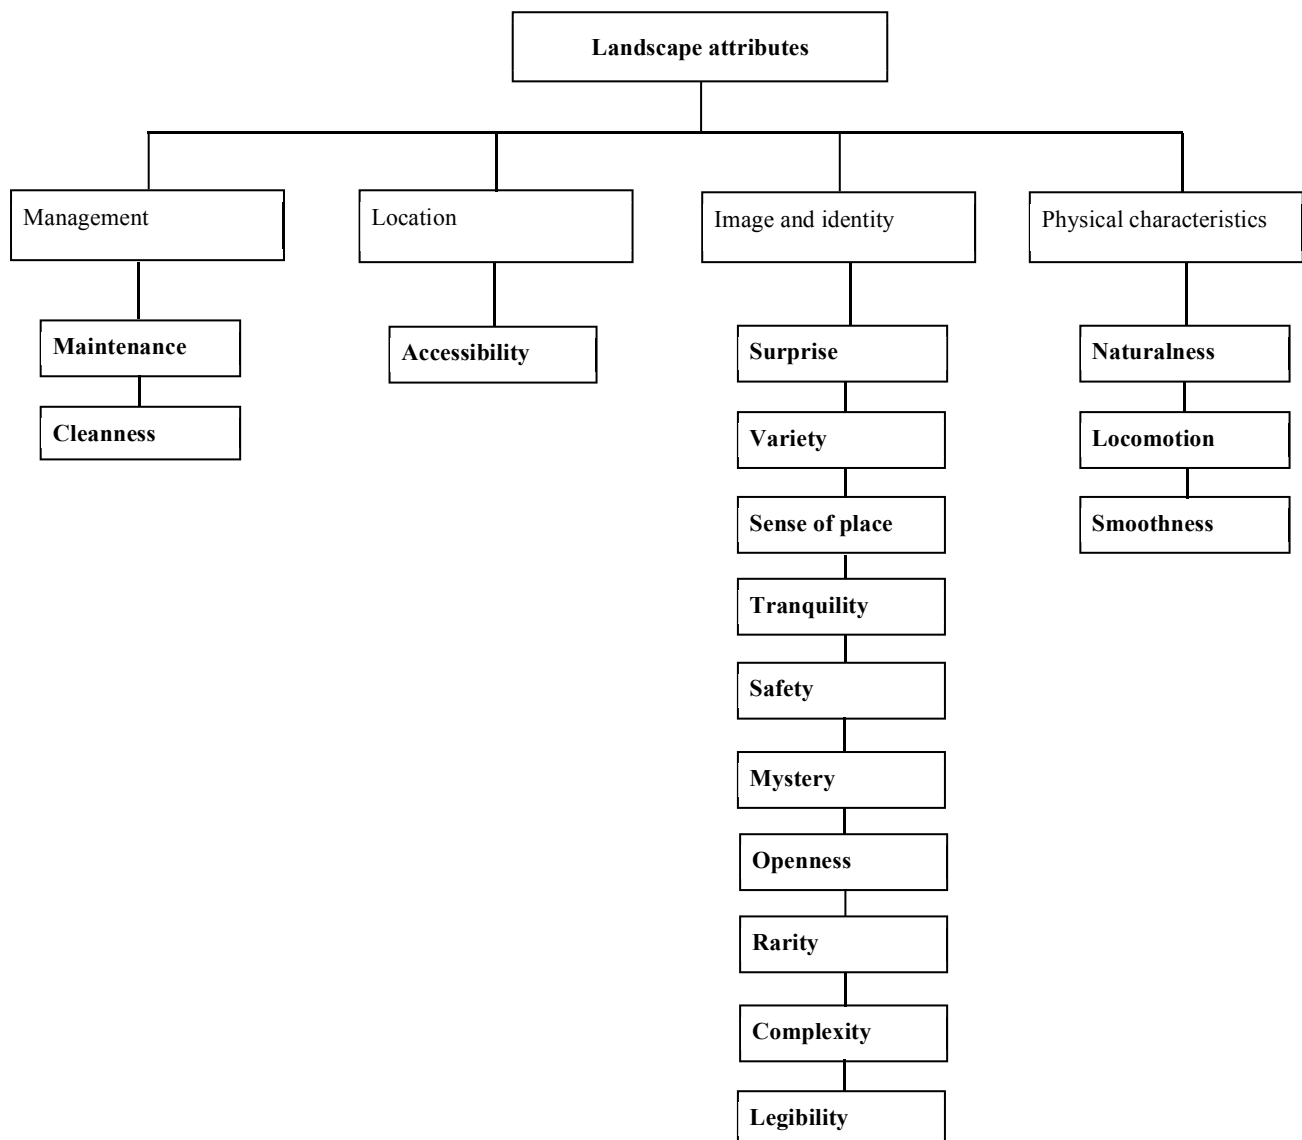 Landscape attributes
Management
Location
Image and identity
Physical characteristics
Maintenance
Cleanness
Accessibility
Surprise
Variety
Sense of place
Tranquility
Safety
Mystery
Openness
Rarity
Complexity
Legibility
Naturalness
Locomotion
Smoothness